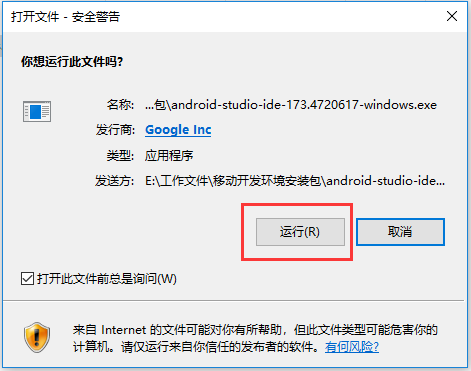 打开文件 - 安全警告
你想运行此文件吗?
名称: ...包\android-studio-ide-173.4720617-windows.exe
发行商: Google Inc
类型: 应用程序
发送方: E:\工作文件\移动开发环境安装包\android-studio-ide...
运行(R) 取消
打开此文件前总是询问(W)
来自 Internet 的文件可能对你有所帮助，但此文件类型可能危害你的
计算机。请仅运行来自你信任的发布者的软件。有何风险?